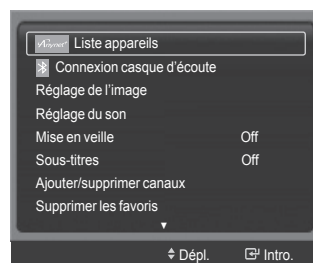 Anynet+ Liste appareils
Connexion casque d'écoute
Réglage de l'image
Réglage du son
Mise en veille Off
Sous-titres Off
Ajouter/supprimer canaux
Supprimer les favoris
Dépl. Intro.